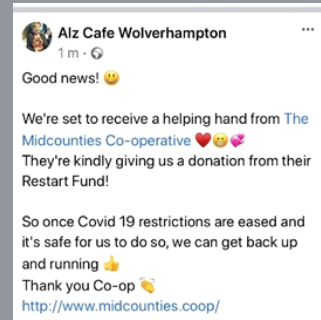 Alz Cafe Wolverhampton
1 m
Good news! 😃
We're set to receive a helping hand from The
Midcounties Co-operative ❤️😁💞
They're kindly giving us a donation from their
Restart Fund!
So once Covid 19 restrictions are eased and
it's safe for us to do so, we can get back up
and running 👍
Thank you Co-op 👏
http://www.midcounties.coop/